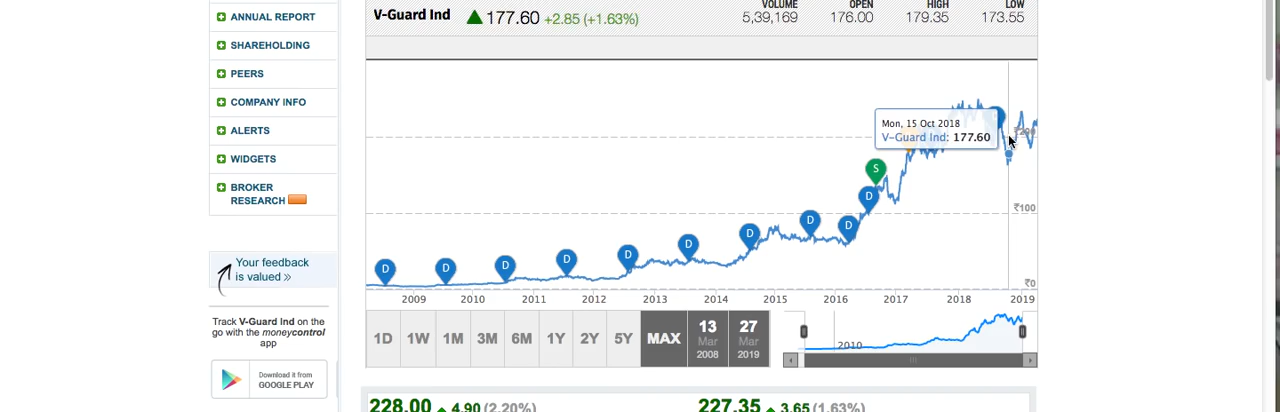 ANNUAL REPORT
SHAREHOLDING
PEERS
COMPANY INFO
ALERTS
WIDGETS
BROKER
RESEARCH
Your feedback
is valued »
Track V-Guard Ind on the
go with the moneycontrol
app
Download it from
GOOGLE PLAY
V-Guard Ind 177.60 +2.85 (+1.63%)
VOLUME OPEN HIGH LOW
5,39,169 176.00 179.35 173.55
Mon, 15 Oct 2018
V-Guard Ind: 177.60
₹200
S
D
D
D
D
D
D
D
D
D
D
₹100
₹0
2009 2010 2011 2012 2013 2014 2015 2016 2017 2018 2019
1D 1W 1M 3M 6M 1Y 2Y 5Y MAX
13
Mar
2008
27
Mar
2019
2010
228.00 4.90 (2.20%)
227.35 3.65 (1.63%)